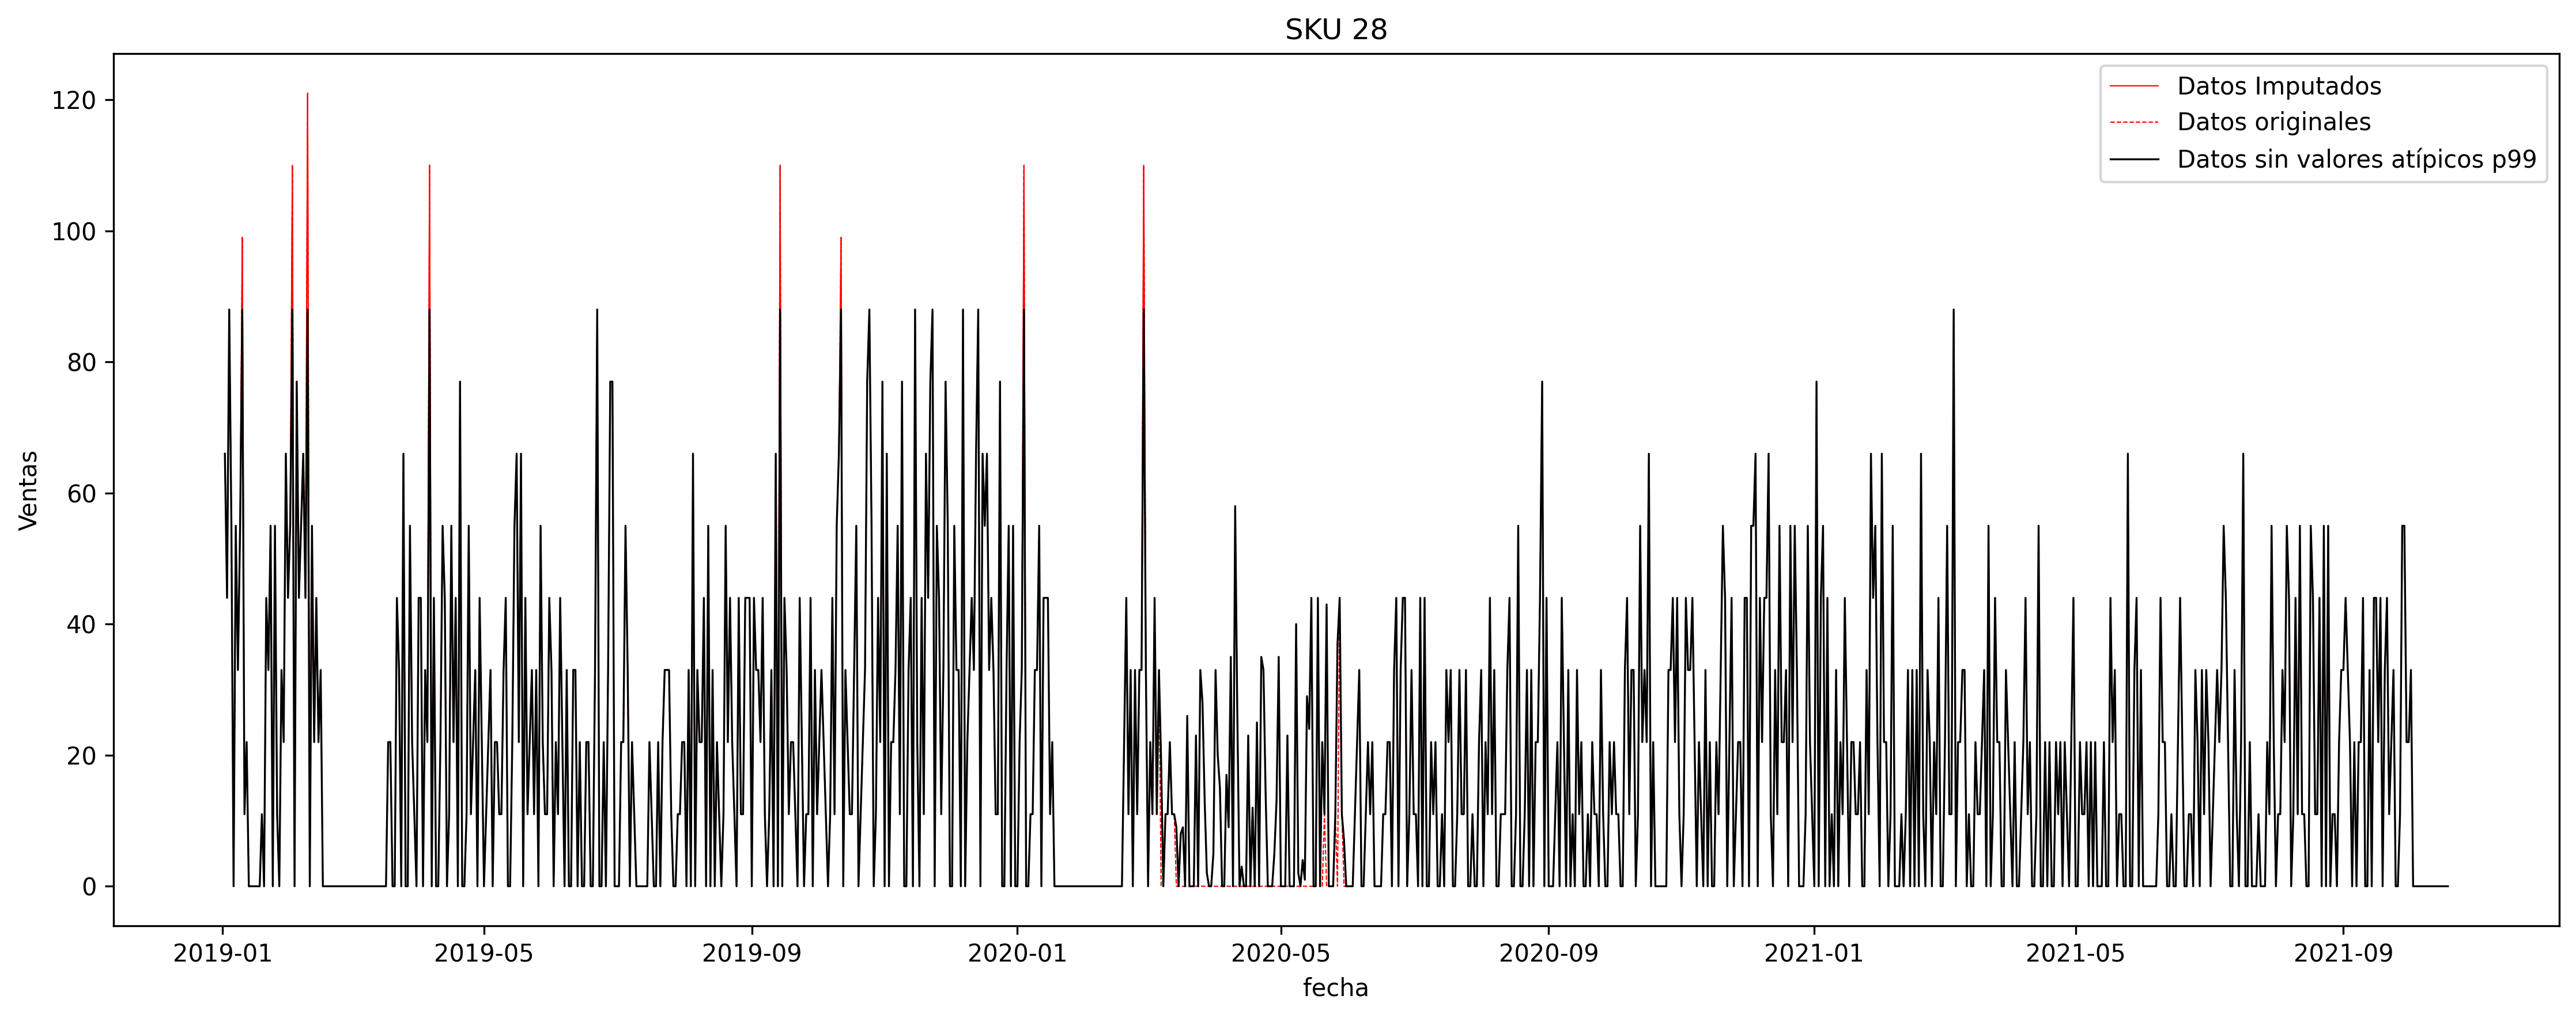 SKU 28
120
100
80
60
40
20
0
Ventas
Datos Imputados
Datos originales
Datos sin valores atípicos p99
2019-01
2019-05
2019-09
2020-01
2020-05
2020-09
2021-01
2021-05
2021-09
fecha